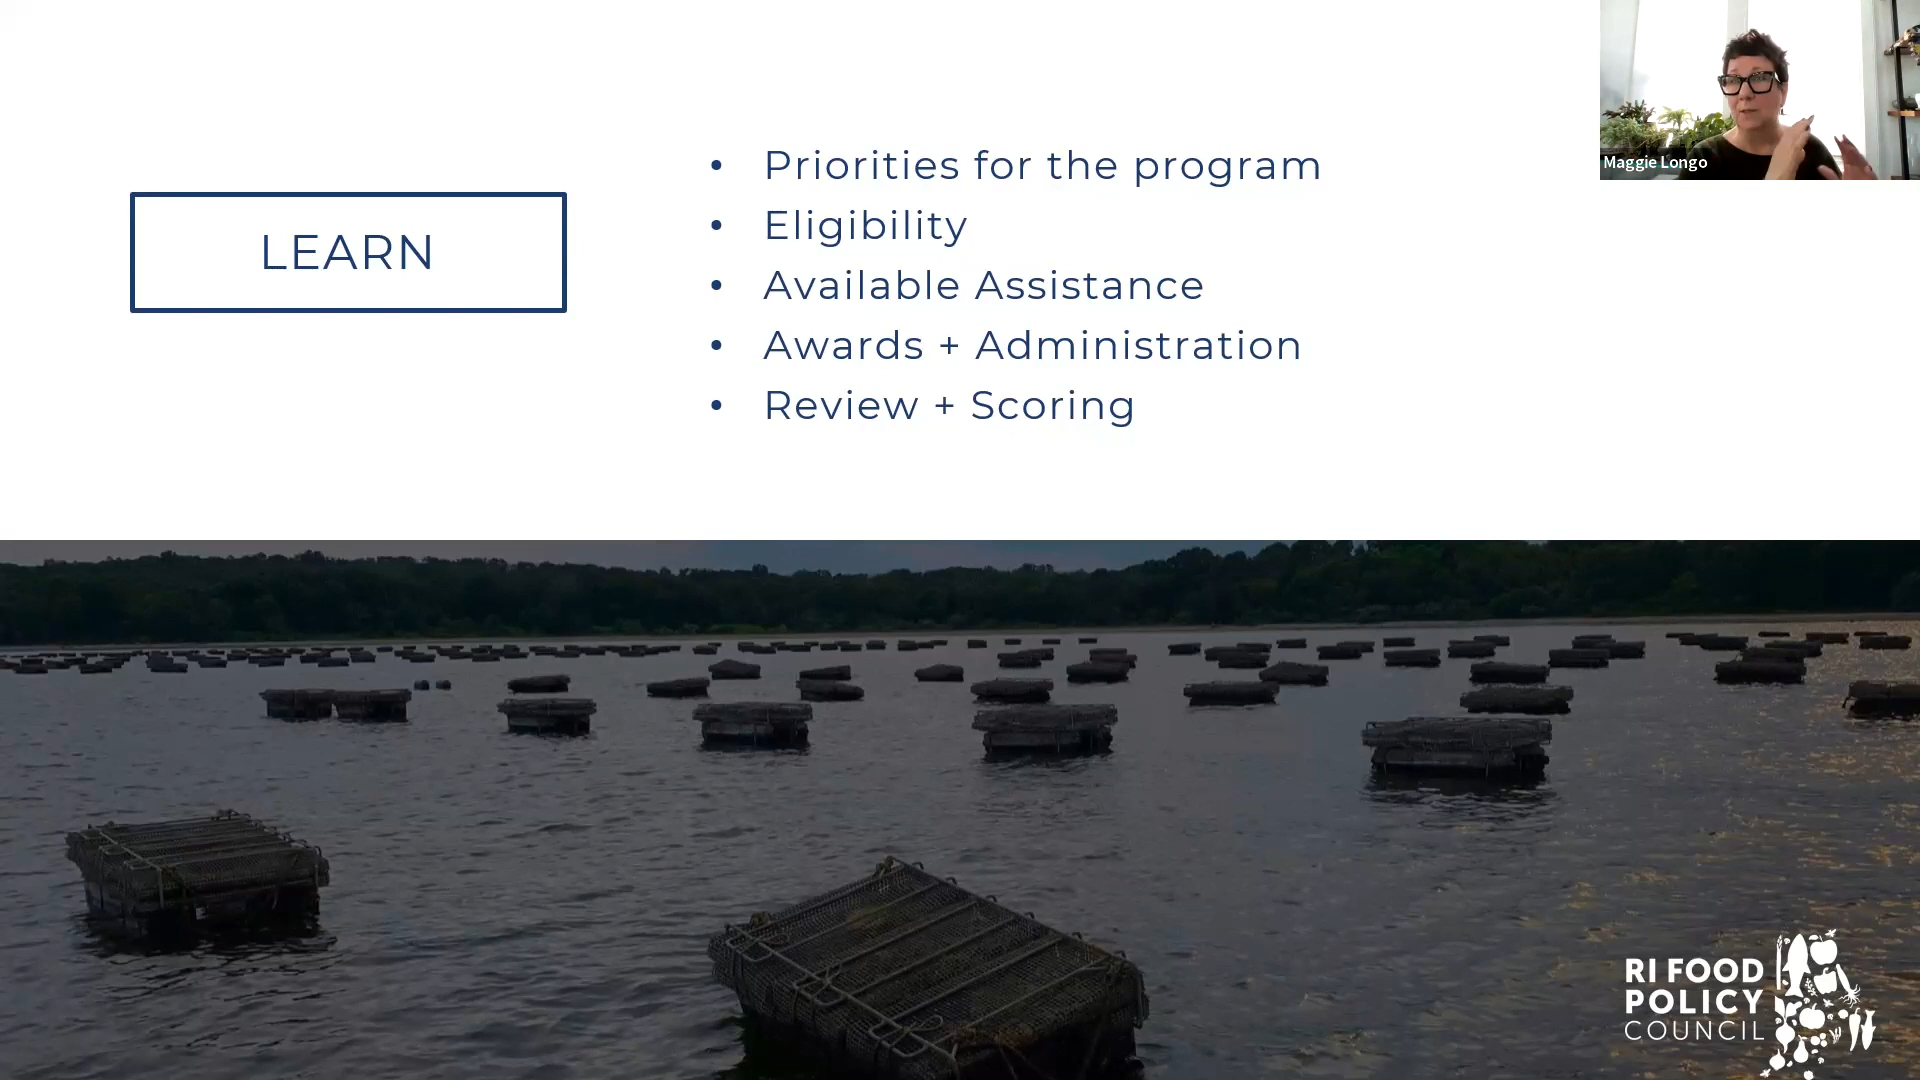 LEARN
• Priorities for the program
• Eligibility
• Available Assistance
• Awards + Administration
• Review + Scoring
Maggie Longo
RI FOOD
POLICY
COUNCIL